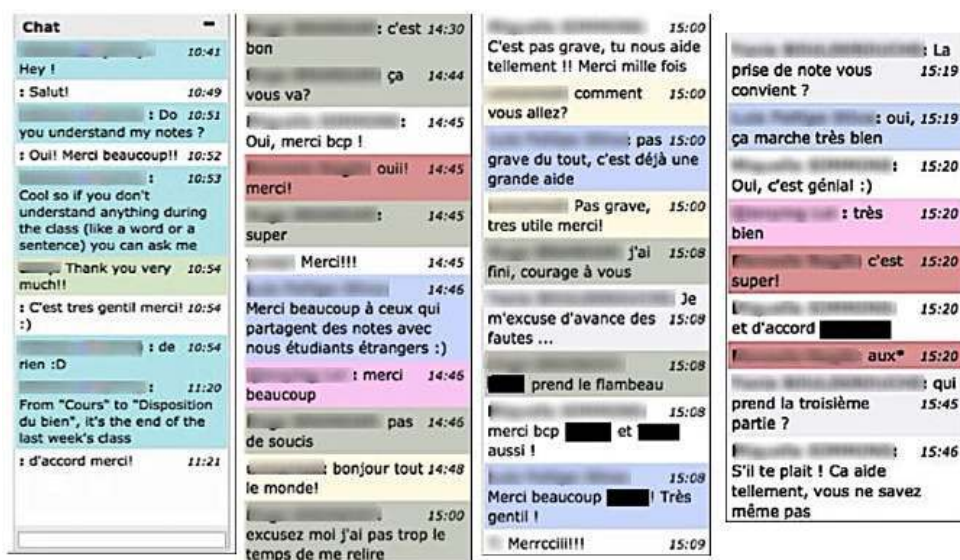 Chat
10:41
Hey !
: Salut! 10:49
: Do 10:51
you understand my notes ?
: Oui! Merci beaucoup!! 10:52
: 10:53
Cool so if you don't
understand anything during
the class (like a word or a
sentence) you can ask me
Thank you very 10:54
much!!
: C'est tres gentil merci! 10:54
:)
: de 10:54
rien :D
: 11:20
From "Cours" to "Disposition
du bien", it's the end of the
last week's class
: d'accord merci! 11:21
: c'est 14:30
bon
ça 14:44
vous va?
: 14:45
Oui, merci bcp !
ouii! 14:45
merci!
: 14:45
super
Merci!!! 14:45
14:46
Merci beaucoup à ceux qui
partagent des notes avec
nous étudiants étrangers :)
: merci 14:46
beaucoup
pas 14:46
de soucis
: bonjour tout 14:48
le monde!
15:00
excusez moi j'ai pas trop le
temps de me relire
15:00
C'est pas grave, tu nous aide
tellement !! Merci mille fois
comment 15:00
vous allez?
: pas 15:00
grave du tout, c'est déjà une
grande aide
Pas grave, 15:00
tres utile merci!
j'ai 15:08
fini, courage à vous
Je
m'excuse d'avance des 15:08
fautes ...
15:08
prend le flambeau
15:08
merci bcp et
aussi !
15:08
Merci beaucoup ! Très
gentil !
Merrcciii!!! 15:09
: La
prise de note vous 15:19
convient ?
: oui, 15:19
ça marche très bien
: 15:20
Oui, c'est génial :)
: très 15:20
bien
c'est 15:20
super!
15:20
et d'accord
aux* 15:20
: qui
prend la troisième 15:45
partie ?
: 15:46
S'il te plait ! Ca aide
tellement, vous ne savez
même pas